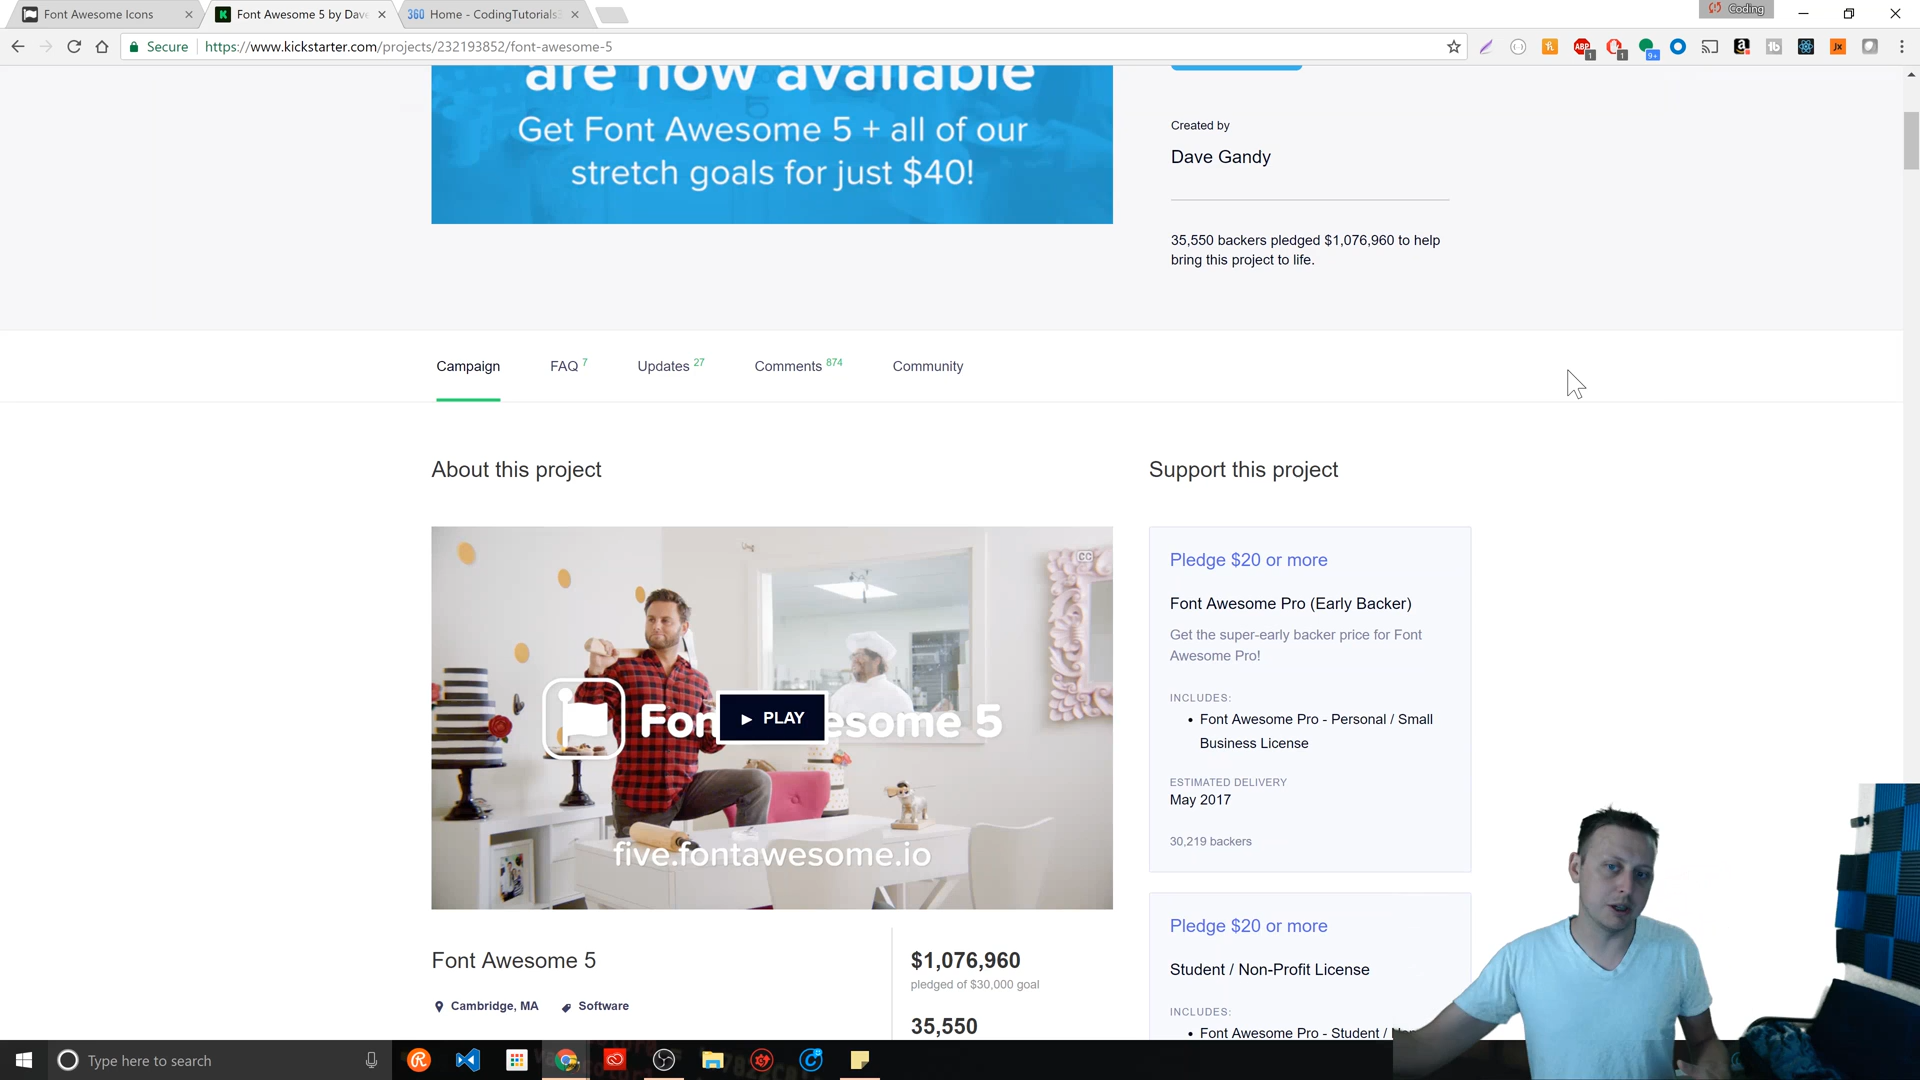 Font Awesome Icons
Font Awesome 5 by Dav
360 Home - CodingTutorials
Coding
Secure
https://www.kickstarter.com/projects/232193852/font-awesome-5
are now available
Get Font Awesome 5 + all of our
stretch goals for just $40!
Created by
Dave Gandy
35,550 backers pledged $1,076,960 to help
bring this project to life.
Campaign
FAQ 7
Updates 27
Comments 874
Community
About this project
Support this project
CC
PLAY
esome 5
five.fontawesome.io
Pledge $20 or more
Font Awesome Pro (Early Backer)
Get the super-early backer price for Font
Awesome Pro!
INCLUDES:
• Font Awesome Pro - Personal / Small
Business License
ESTIMATED DELIVERY
May 2017
30,219 backers
Font Awesome 5
Cambridge, MA
Software
$1,076,960
pledged of $30,000 goal
35,550
Pledge $20 or more
Student / Non-Profit License
INCLUDES:
• Font Awesome Pro - Student /
Type here to search